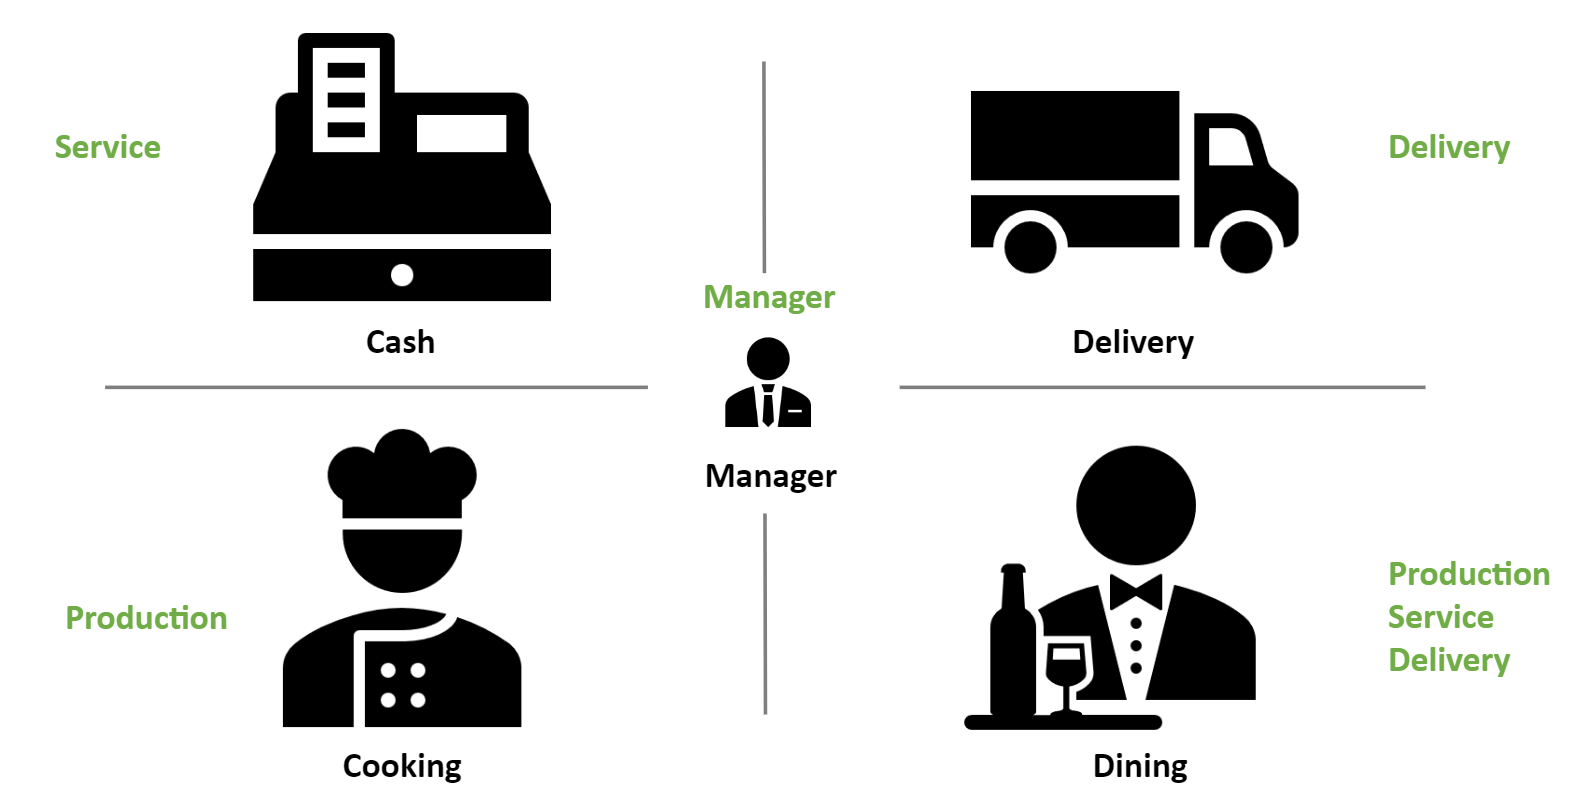 Service
Delivery
Manager
Cash
Delivery
Manager
Production
Production
Service
Delivery
Cooking
Dining